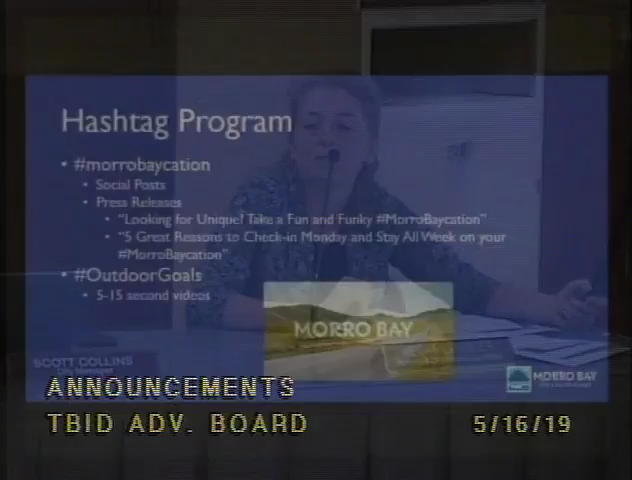 Hashtag Program
• #morrobaycation
• Social Posts
• Press Releases
• "Looking for Unique? Take a Fun and Funky #MorroBaycation"
• "5 Great Reasons to Check-in Monday and Stay All Week on your
#MorroBaycation"
• #OutdoorGoals
• 5-15 second videos
MORRO BAY
SCOTT COLLINS
City Manager
MORRO BAY
ANNOUNCEMENTS
TBID ADV. BOARD 5/16/19